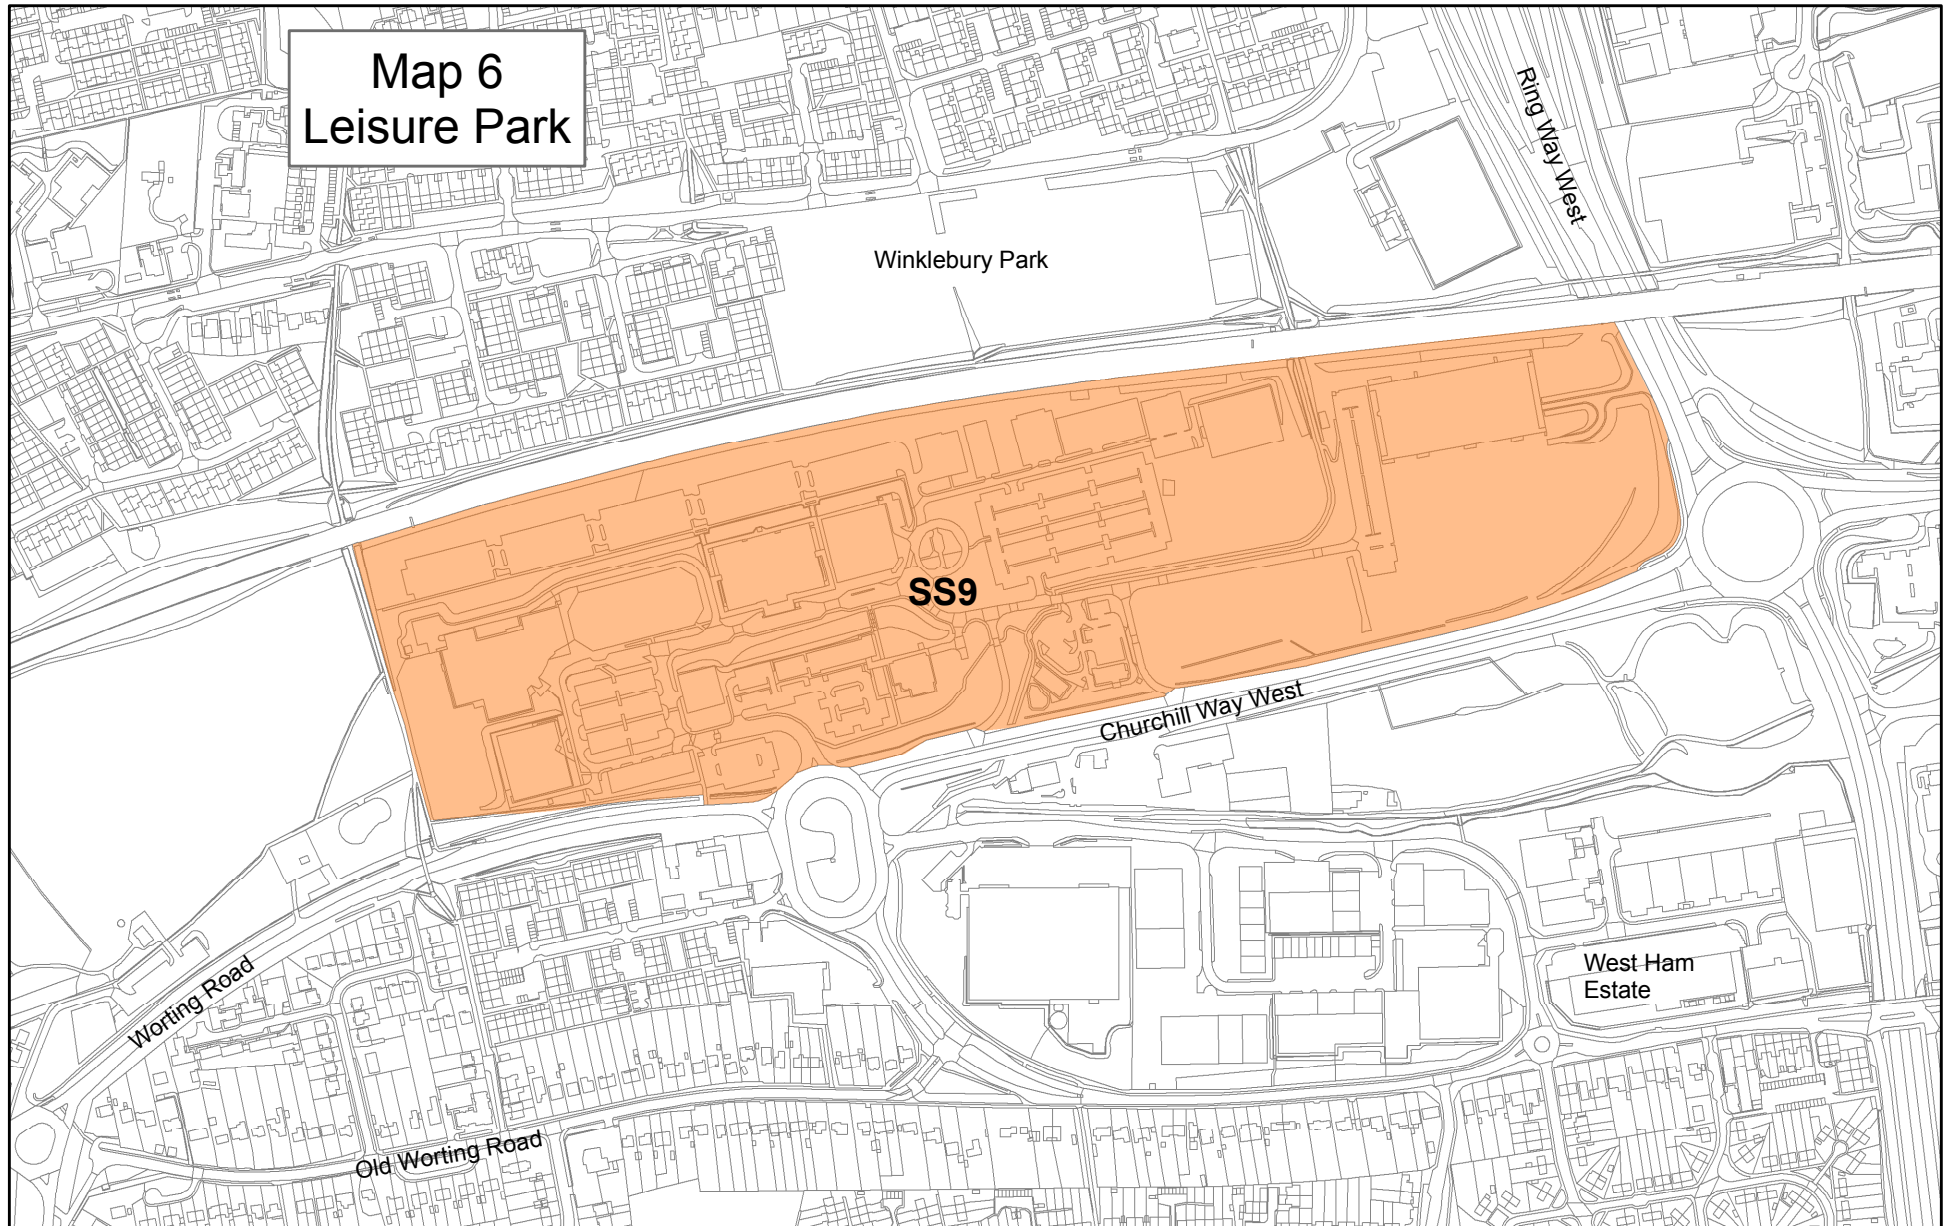 Map 6
Leisure Park
Ring Way West
Winklebury Park
SS9
Churchill Way West
West Ham
Estate
Worting Road
Old Worting Road